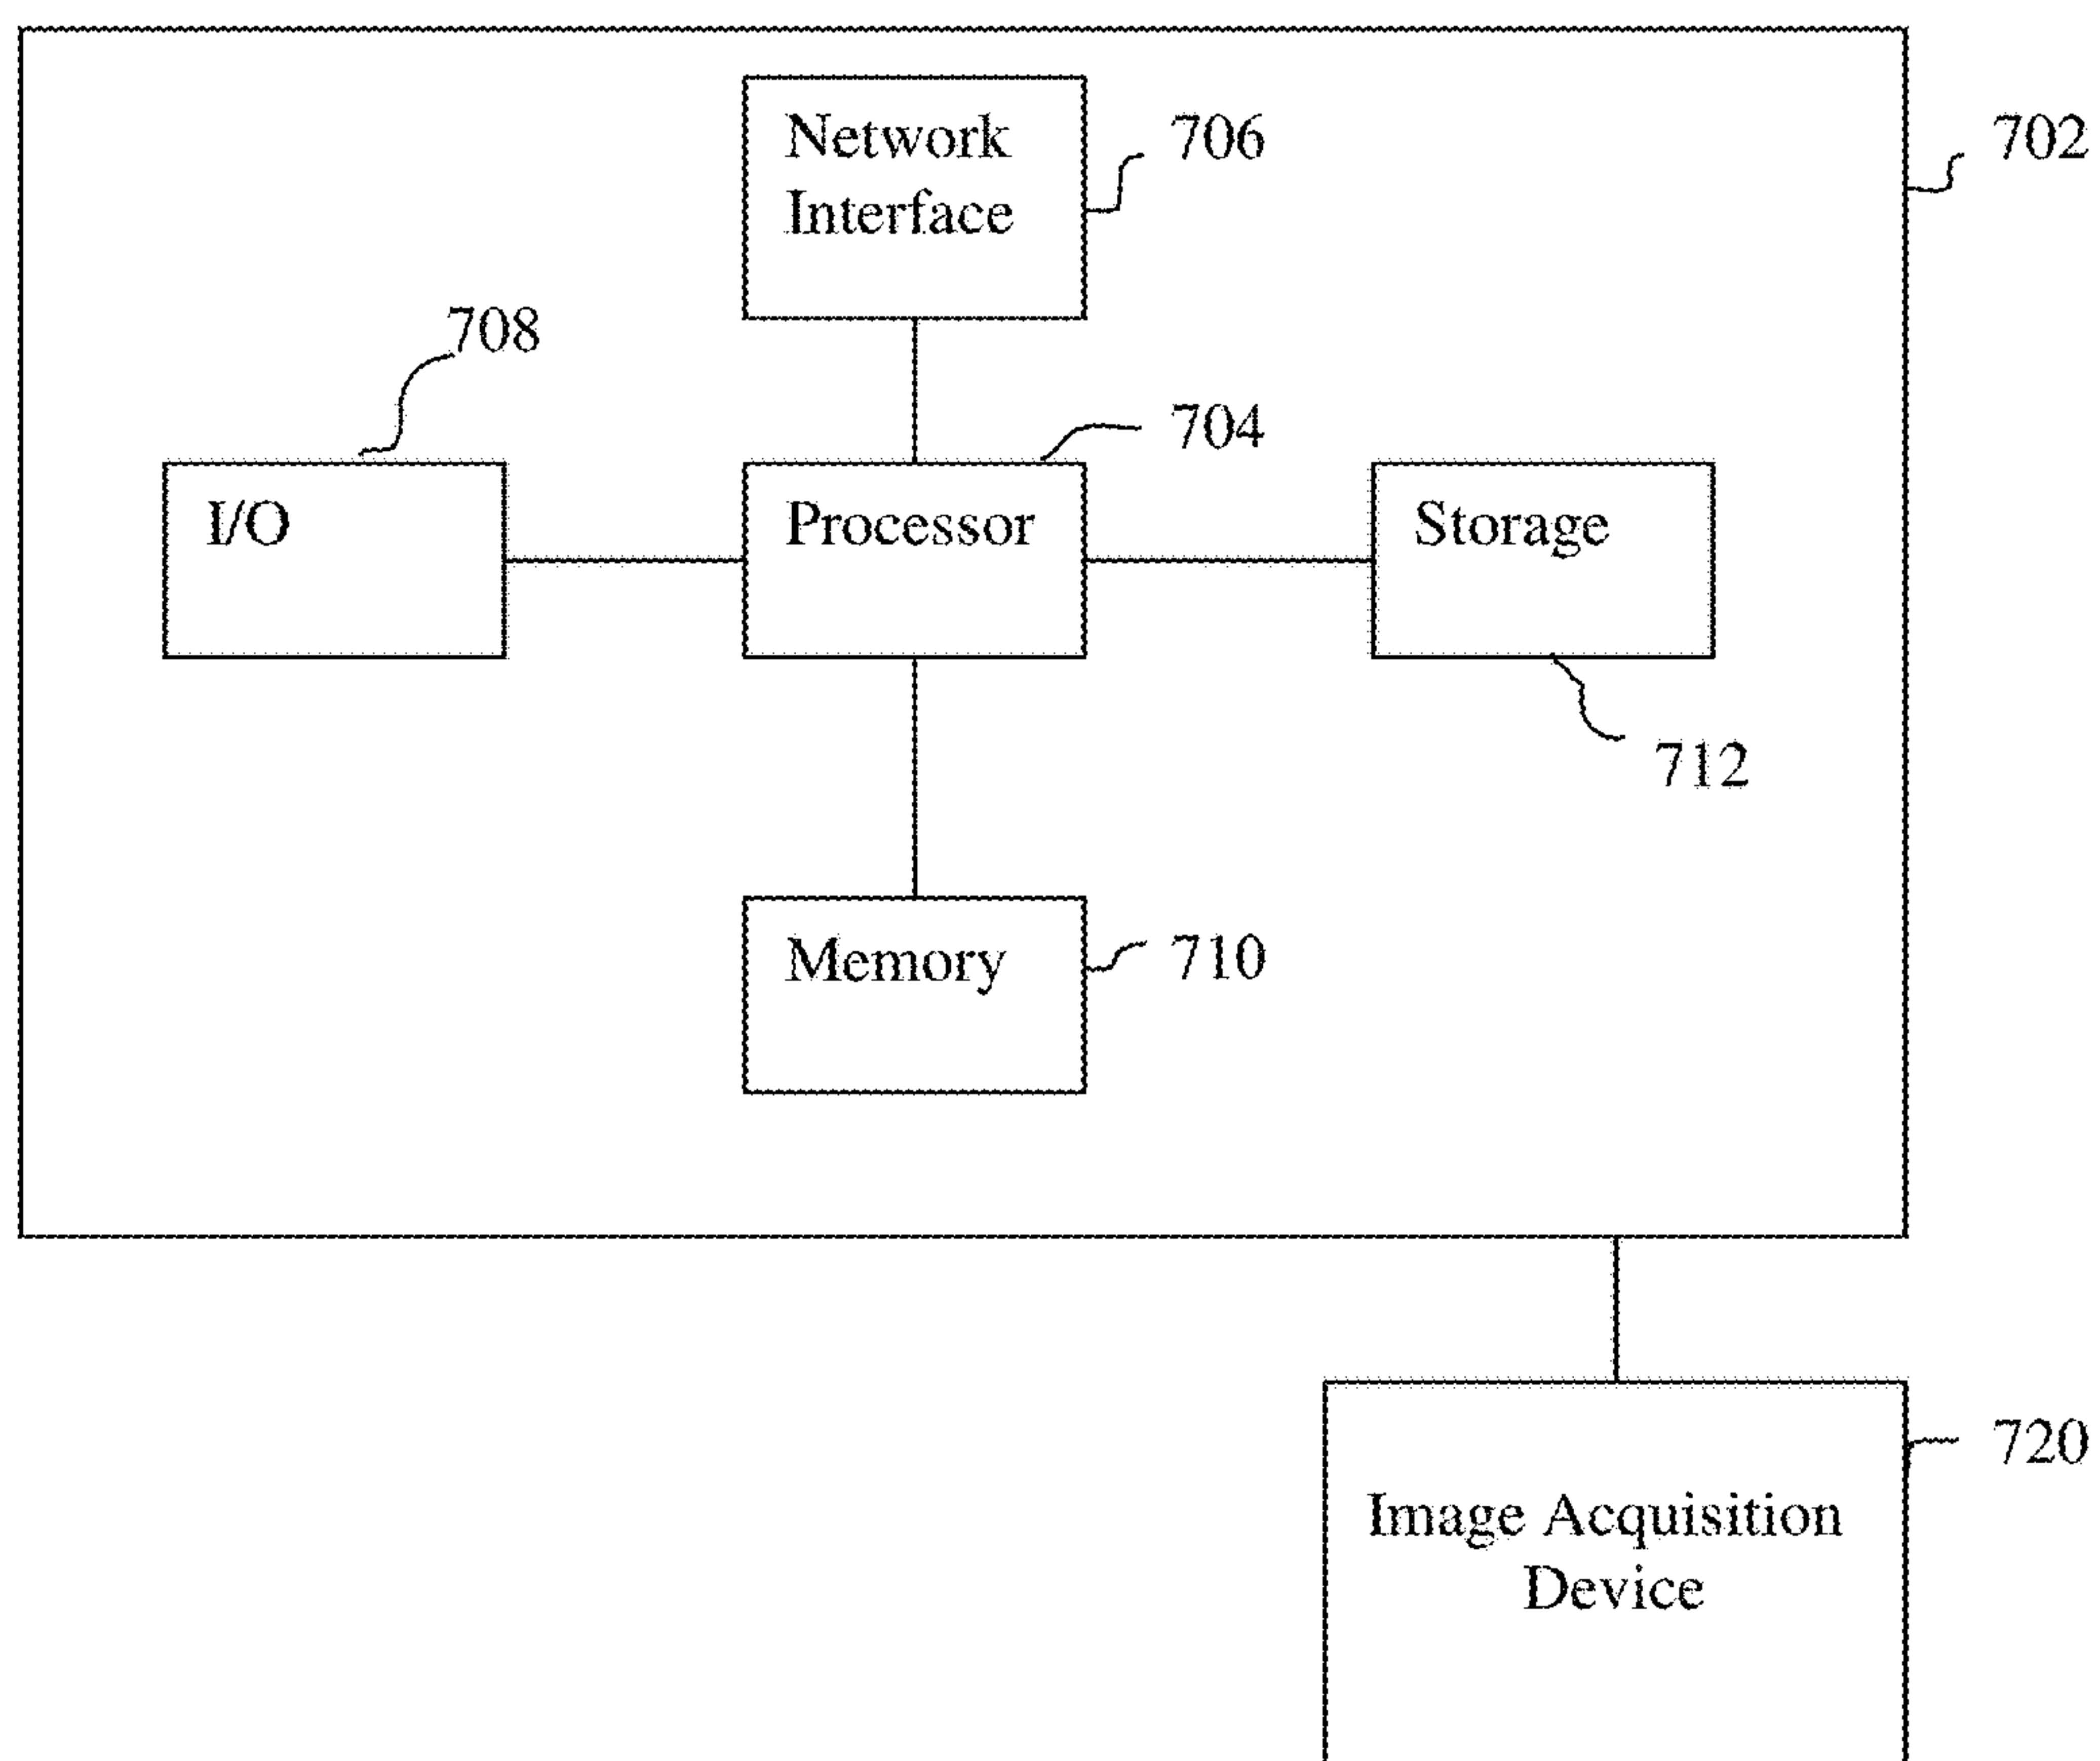 Network
Interface
706
702
708
704
I/O
Processor
Storage
712
Memory
710
720
Image Acquisition
Device